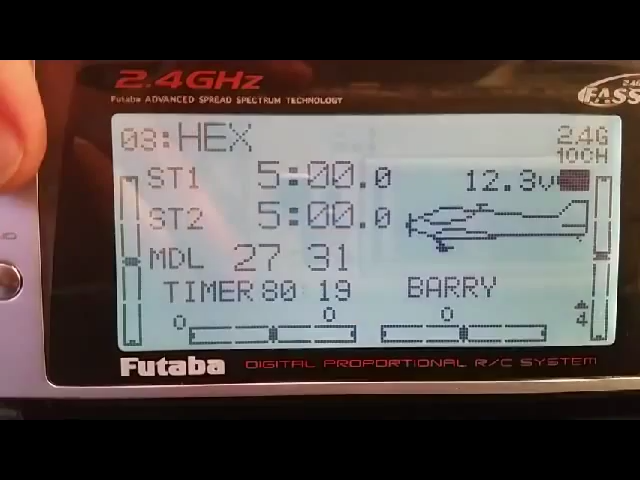 2.4GHz
Futaba ADVANCED SPREAD SPECTRUM TECHNOLOGY
FASS
03:HEX
2.4G
10CH
ST1 5:00.0
12.3V
ST2 5:00.0
MDL 27 31
TIMER 80 19
BARRY
0 0 0 4
Futaba DIGITAL PROPORTIONAL R/C SYSTEM